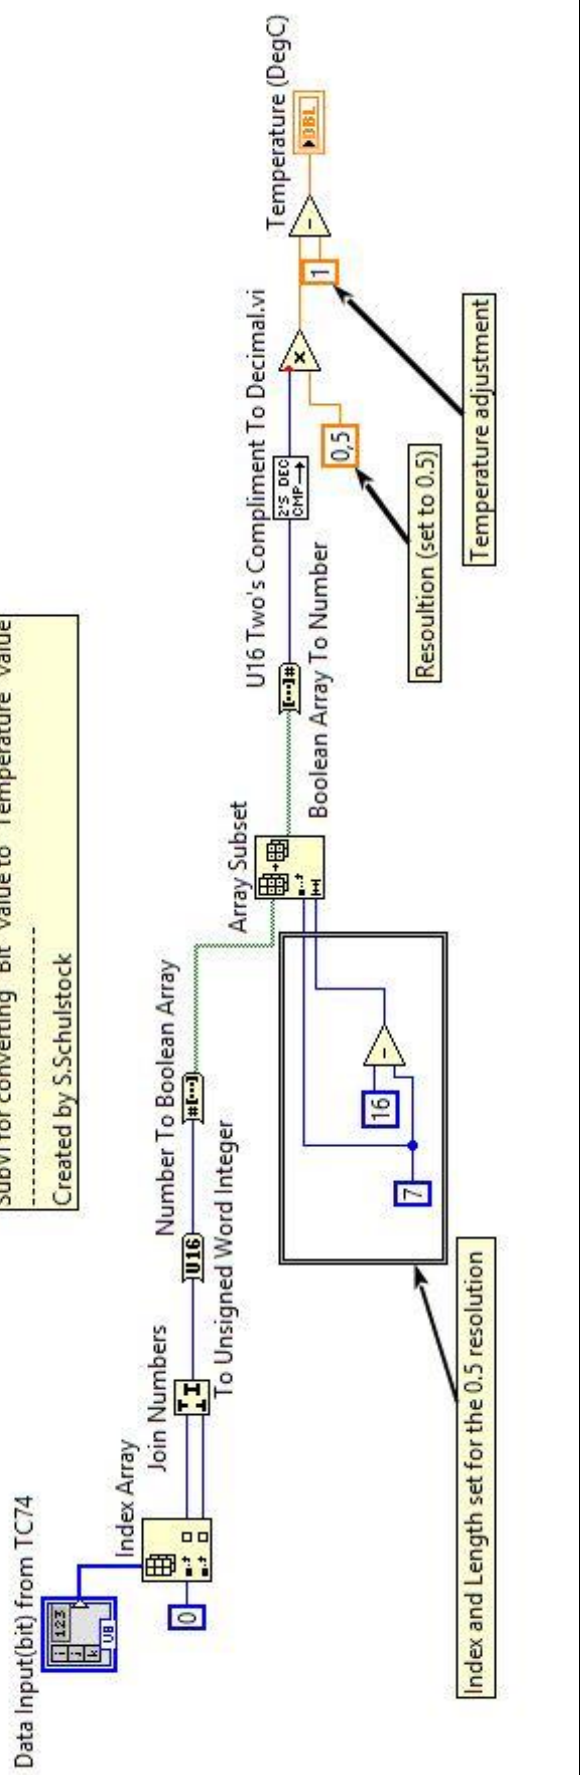 SubVI for converting Bit value to Temperature value
Created by S.Schulstock
Data Input(bit) from TC74
123
i
j
k
U8
Index Array
0
Join Numbers
U16
To Unsigned Word Integer
Number To Boolean Array
#[...]
7
16
-
Index and Length set for the 0.5 resolution
Array Subset
[...]#
Boolean Array To Number
U16 Two's Compliment To Decimal.vi
2'S DEC
CMP→
x
0,5
Resoultion (set to 0.5)
1
-
Temperature adjustment
Temperature (DegC)
DBL